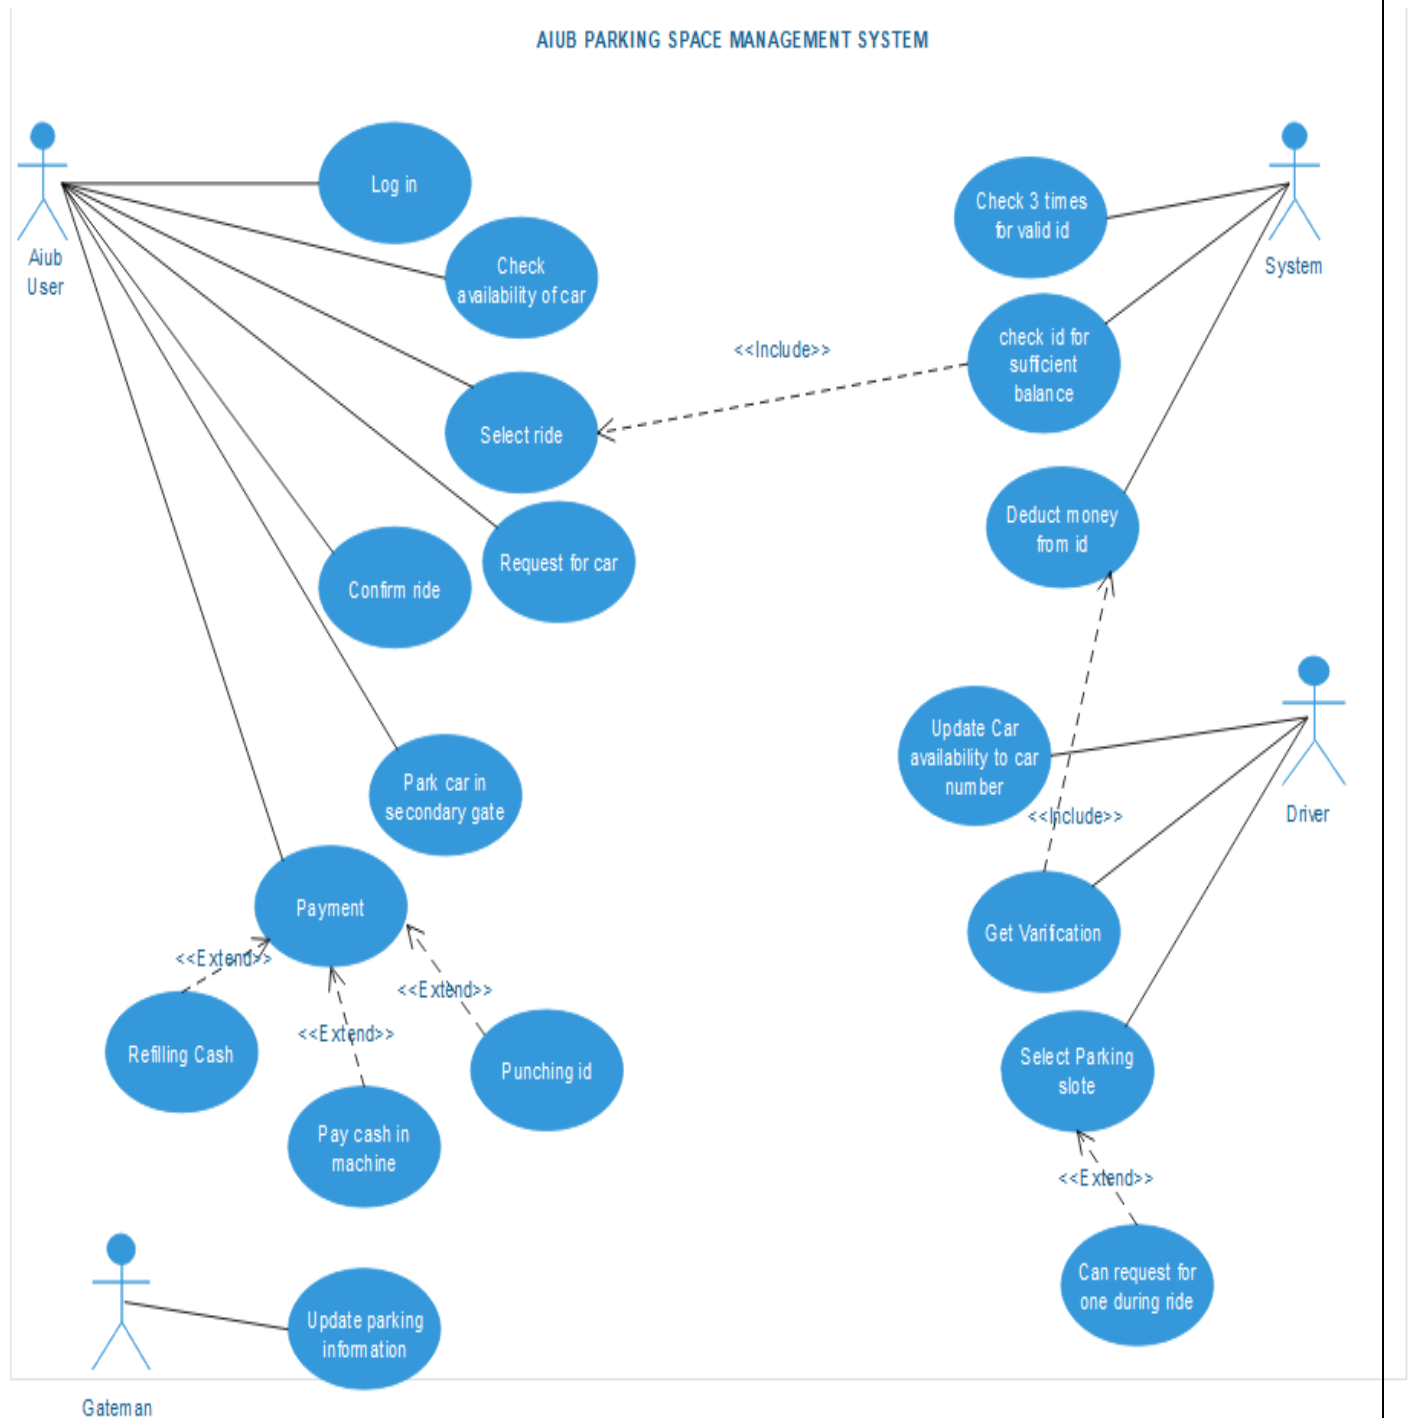 AIUB PARKING SPACE MANAGEMENT SYSTEM
Log in
Check
availability of car
Aiub
User
Check 3 times
for valid id
System
<<Include>>
check id for
sufficient
balance
Select ride
Deduct money
from id
Request for car
Confirm ride
Update Car
availability to car
number
<<Include>>
Driver
Park car in
secondary gate
Payment
Get Varification
<<Extend>>
<<Extend>>
<<Extend>>
Refilling Cash
Punching id
Select Parking
slote
Pay cash in
machine
<<Extend>>
Can request for
one during ride
Update parking
information
Gateman